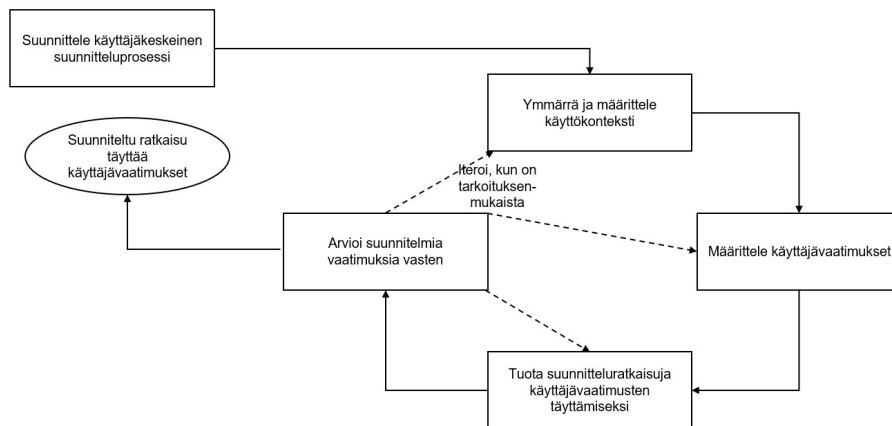 Suunnittele käyttäjäkeskeinen
suunnitteluprosessi
Ymmärrä ja määrittele
käyttökonteksti
Suunniteltu ratkaisu
täyttää
käyttäjävaatimukset
Iteroi, kun on
tarkoituksen-
mukaista
Arvioi suunnitelmia
vaatimuksia vasten
Määrittele käyttäjävaatimukset
Tuota suunnitteluratkaisuja
käyttäjävaatimusten
täyttämiseksi